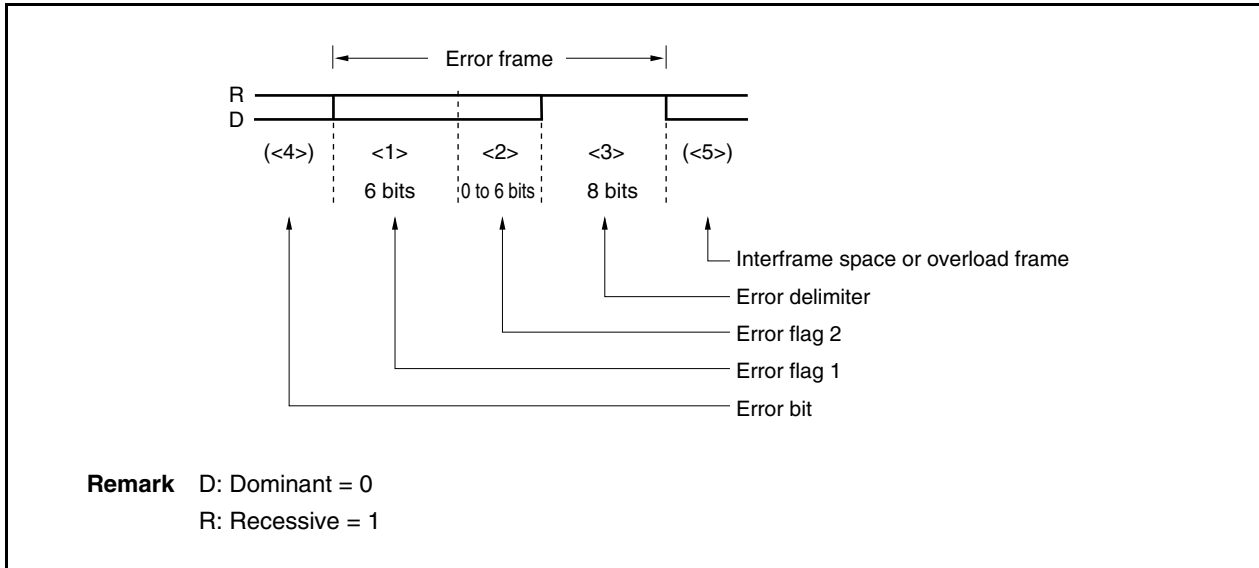 Error frame
R
D
(<4>) <1> <2> <3> (<5>)
6 bits 0 to 6 bits 8 bits
Interframe space or overload frame
Error delimiter
Error flag 2
Error flag 1
Error bit
Remark D: Dominant = 0
R: Recessive = 1